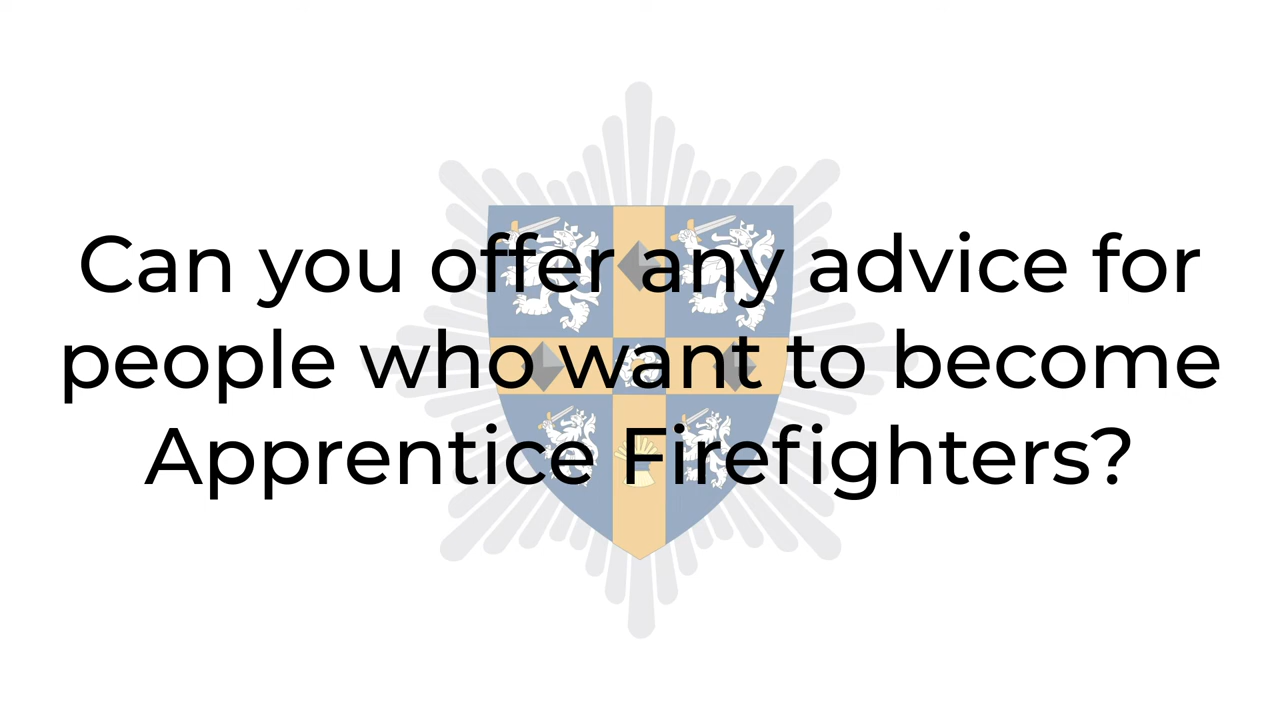 Can you offer any advice for
people who want to become
Apprentice Firefighters?